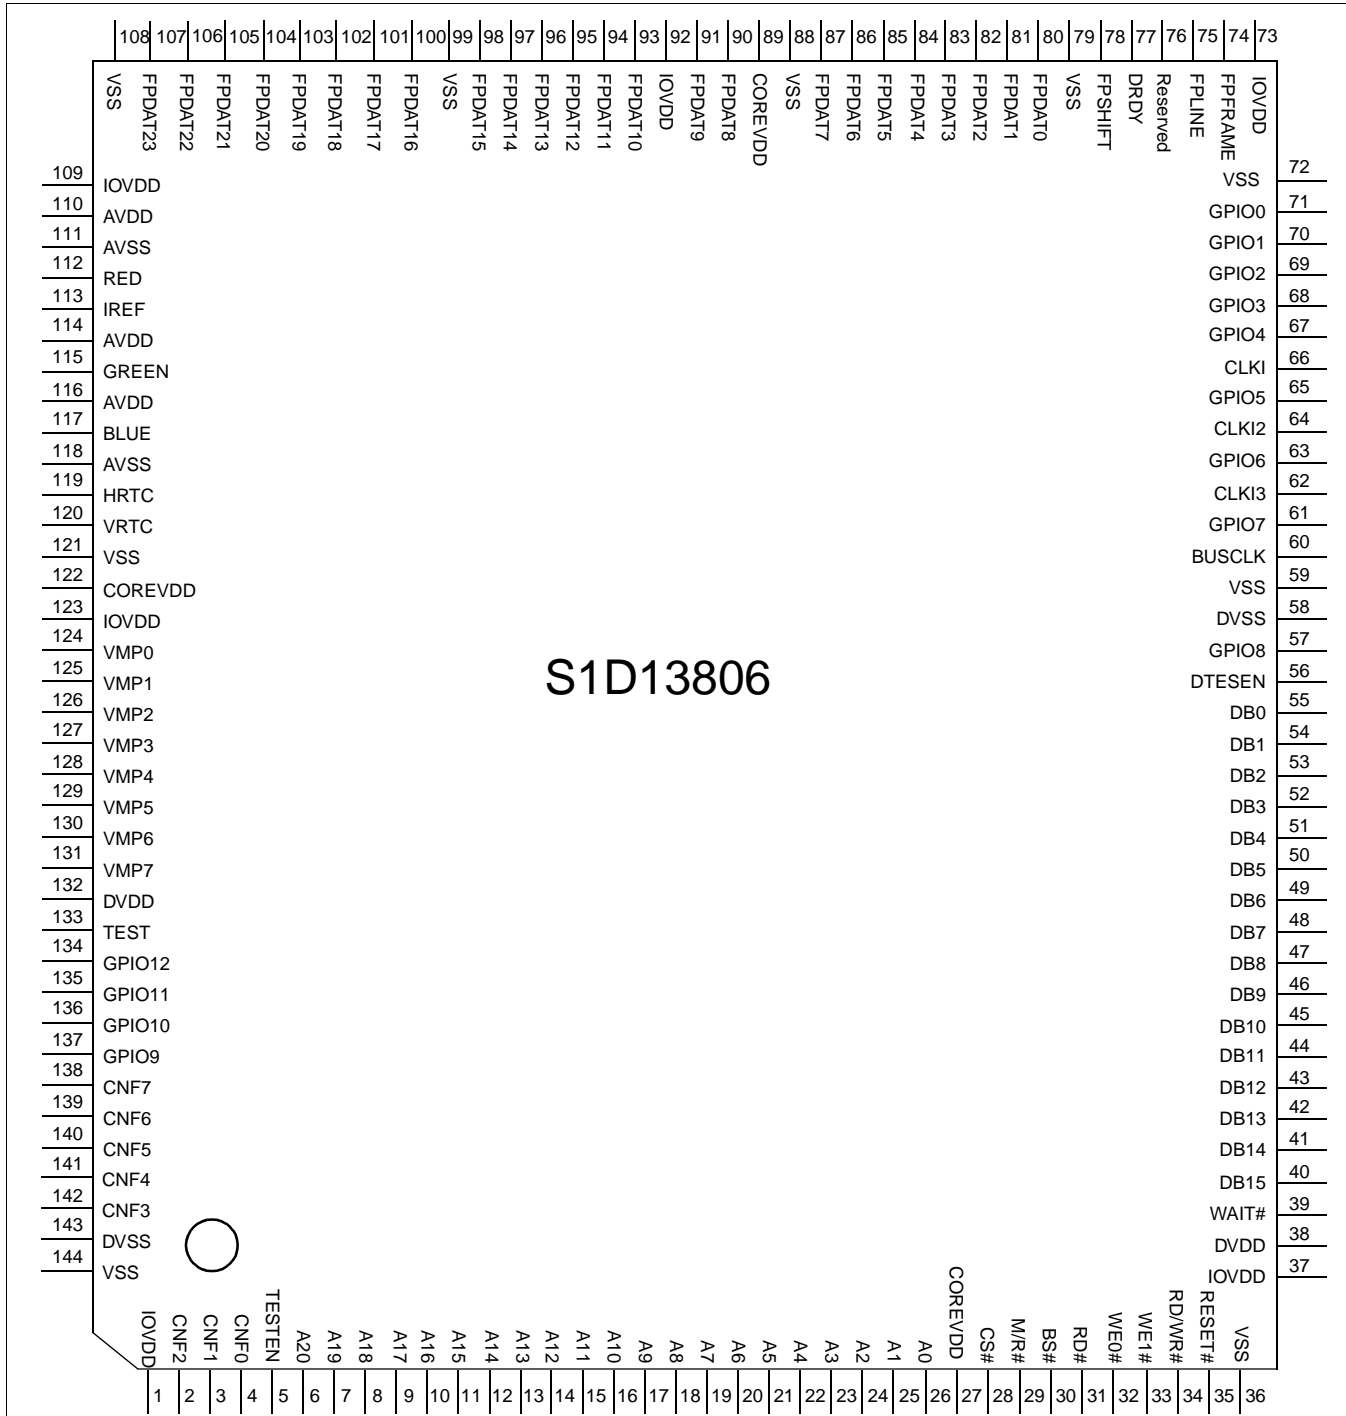 108 107 106 105 104 103 102 101 100 99 98 97 96 95 94 93 92 91 90 89 88 87 86 85 84 83 82 81 80 79 78 77 76 75 74 73
VSS FPDAT23 FPDAT22 FPDAT21 FPDAT20 FPDAT19 FPDAT18 FPDAT17 FPDAT16 VSS FPDAT15 FPDAT14 FPDAT13 FPDAT12 FPDAT11 FPDAT10 IOVDD FPDAT9 FPDAT8 COREVDD VSS FPDAT7 FPDAT6 FPDAT5 FPDAT4 FPDAT3 FPDAT2 FPDAT1 FPDAT0 VSS FPSHIFT DRDY Reserved FPLINE FPFRAME IOVDD
109 IOVDD
110 AVDD
111 AVSS
112 RED
113 IREF
114 AVDD
115 GREEN
116 AVDD
117 BLUE
118 AVSS
119 HRTC
120 VRTC
121 VSS
122 COREVDD
123 IOVDD
124 VMP0
125 VMP1
126 VMP2
127 VMP3
128 VMP4
129 VMP5
130 VMP6
131 VMP7
132 DVDD
133 TEST
134 GPIO12
135 GPIO11
136 GPIO10
137 GPIO9
138 CNF7
139 CNF6
140 CNF5
141 CNF4
142 CNF3
143 DVSS
144 VSS
S1D13806
VSS 72
GPIO0 71
GPIO1 70
GPIO2 69
GPIO3 68
GPIO4 67
CLKI 66
GPIO5 65
CLKI2 64
GPIO6 63
CLKI3 62
GPIO7 61
BUSCLK 60
VSS 59
DVSS 58
GPIO8 57
DTESEN 56
DB0 55
DB1 54
DB2 53
DB3 52
DB4 51
DB5 50
DB6 49
DB7 48
DB8 47
DB9 46
DB10 45
DB11 44
DB12 43
DB13 42
DB14 41
DB15 40
WAIT# 39
DVDD 38
IOVDD 37
IOVDD CNF2 CNF1 CNF0 TESTEN A20 A19 A18 A17 A16 A15 A14 A13 A12 A11 A10 A9 A8 A7 A6 A5 A4 A3 A2 A1 A0 COREVDD CS# M/R# BS# RD# WE0# WE1# RD/WR# RESET# VSS
1 2 3 4 5 6 7 8 9 10 11 12 13 14 15 16 17 18 19 20 21 22 23 24 25 26 27 28 29 30 31 32 33 34 35 36